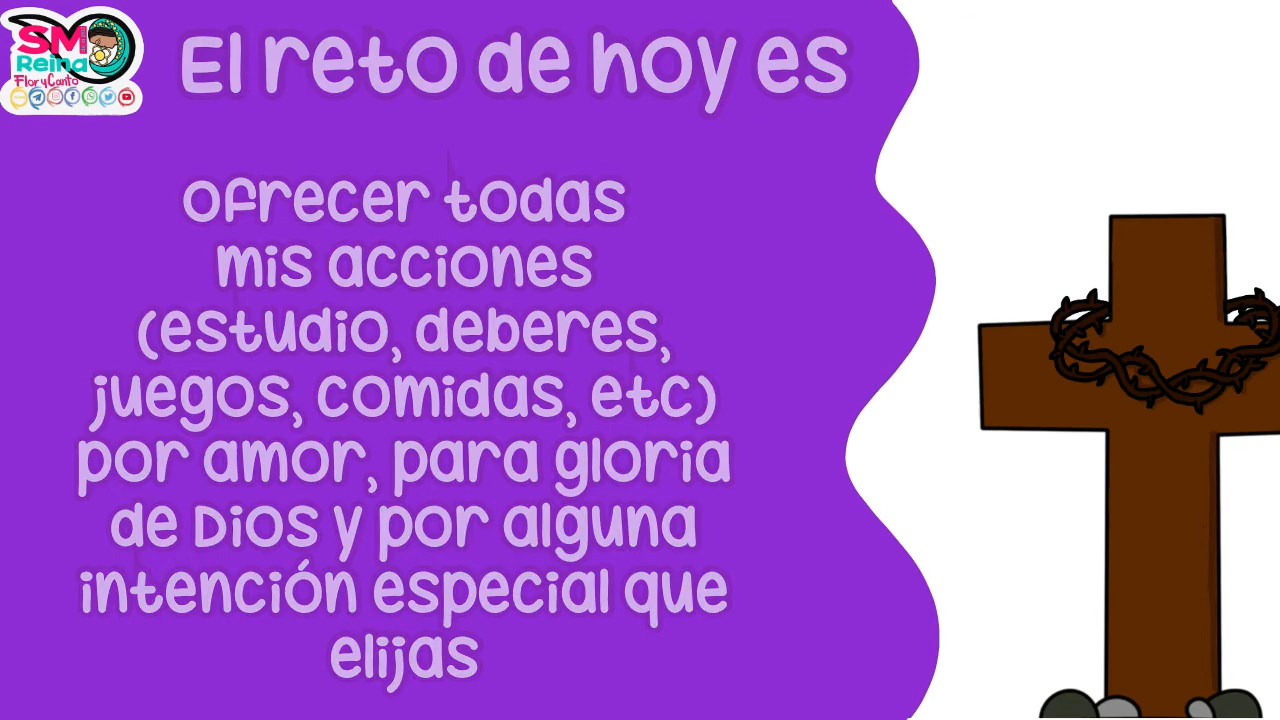 SM
Reina
Flor y Canto
El reto de hoy es
ofrecer todas
mis acciones
(estudio, deberes,
juegos, comidas, etc)
por amor, para gloria
de Dios y por alguna
intención especial que
elijas